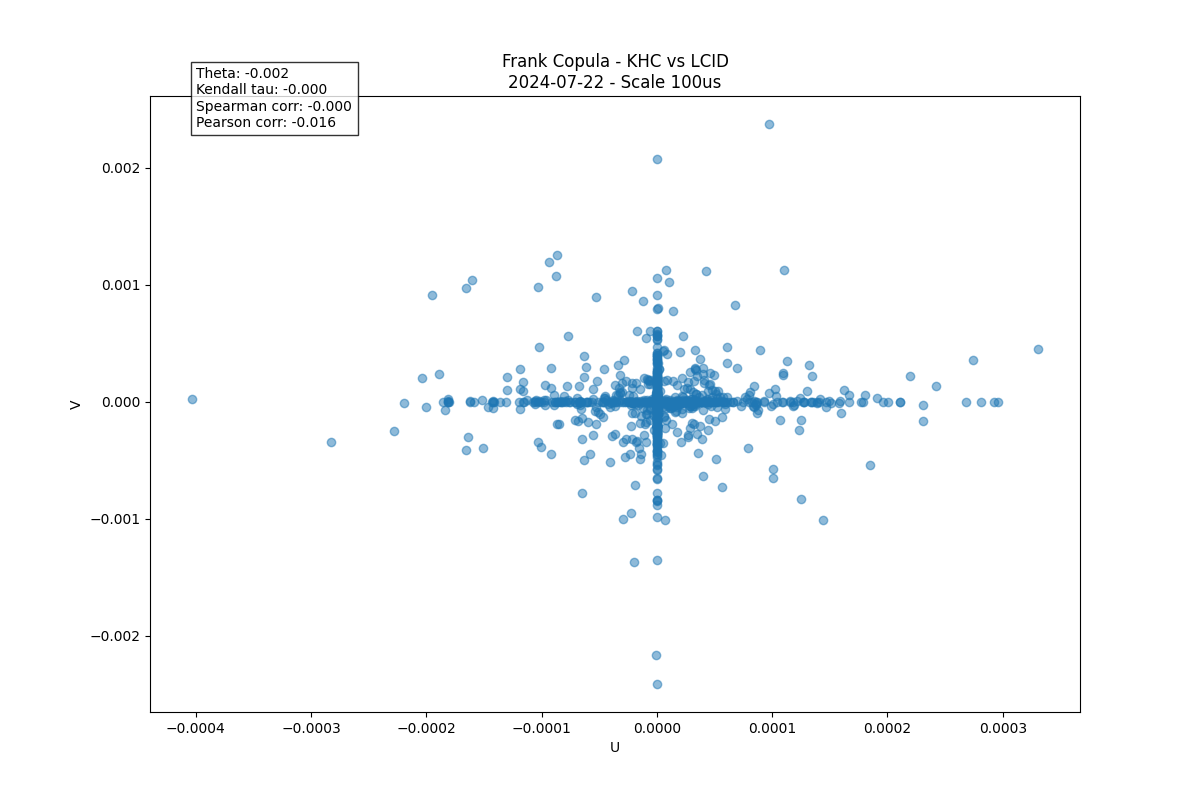 Frank Copula - KHC vs LCID
2024-07-22 - Scale 100us
Theta: -0.002
Kendall tau: -0.000
Spearman corr: -0.000
Pearson corr: -0.016
0.002
0.001
0.000
−0.001
−0.002
V
−0.0004
−0.0003
−0.0002
−0.0001
0.0000
0.0001
0.0002
0.0003
U